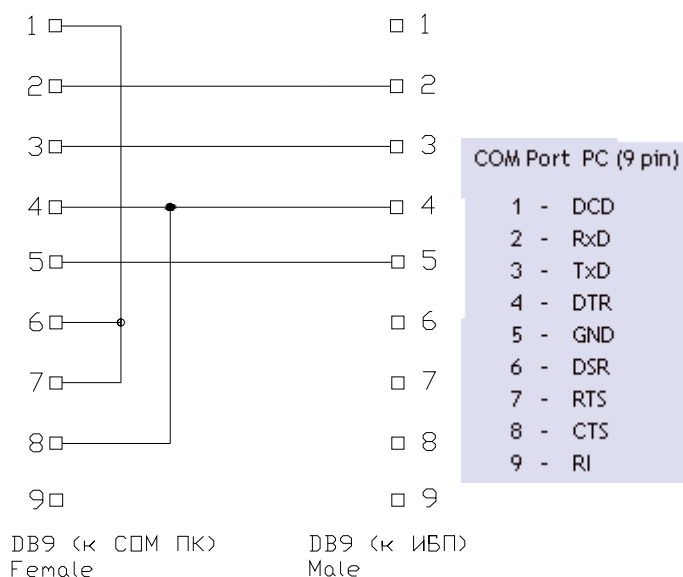 1 1
2 2
3 3
4 4
5 5
6 6
7 7
8 8
9 9
DB9 (к СОМ ПК) DB9 (к ИБП)
Female Male
COM Port PC (9 pin)
1 - DCD
2 - RxD
3 - TxD
4 - DTR
5 - GND
6 - DSR
7 - RTS
8 - CTS
9 - RI